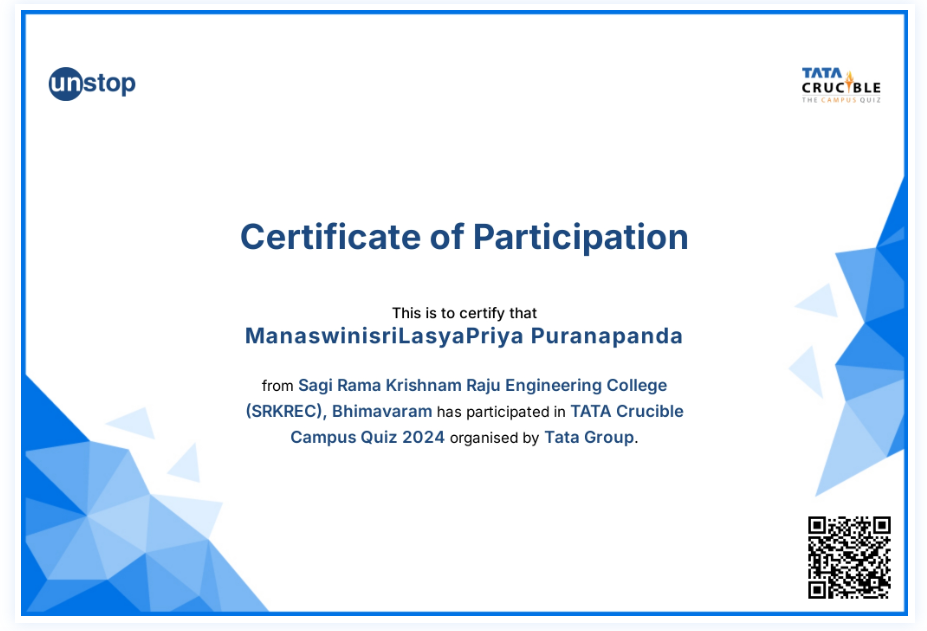 unstop
TATA
CRUCIBLE
THE CAMPUS QUIZ
Certificate of Participation
This is to certify that
ManaswinisriLasyaPriya Puranapanda
from Sagi Rama Krishnam Raju Engineering College
(SRKREC), Bhimavaram has participated in TATA Crucible
Campus Quiz 2024 organised by Tata Group.